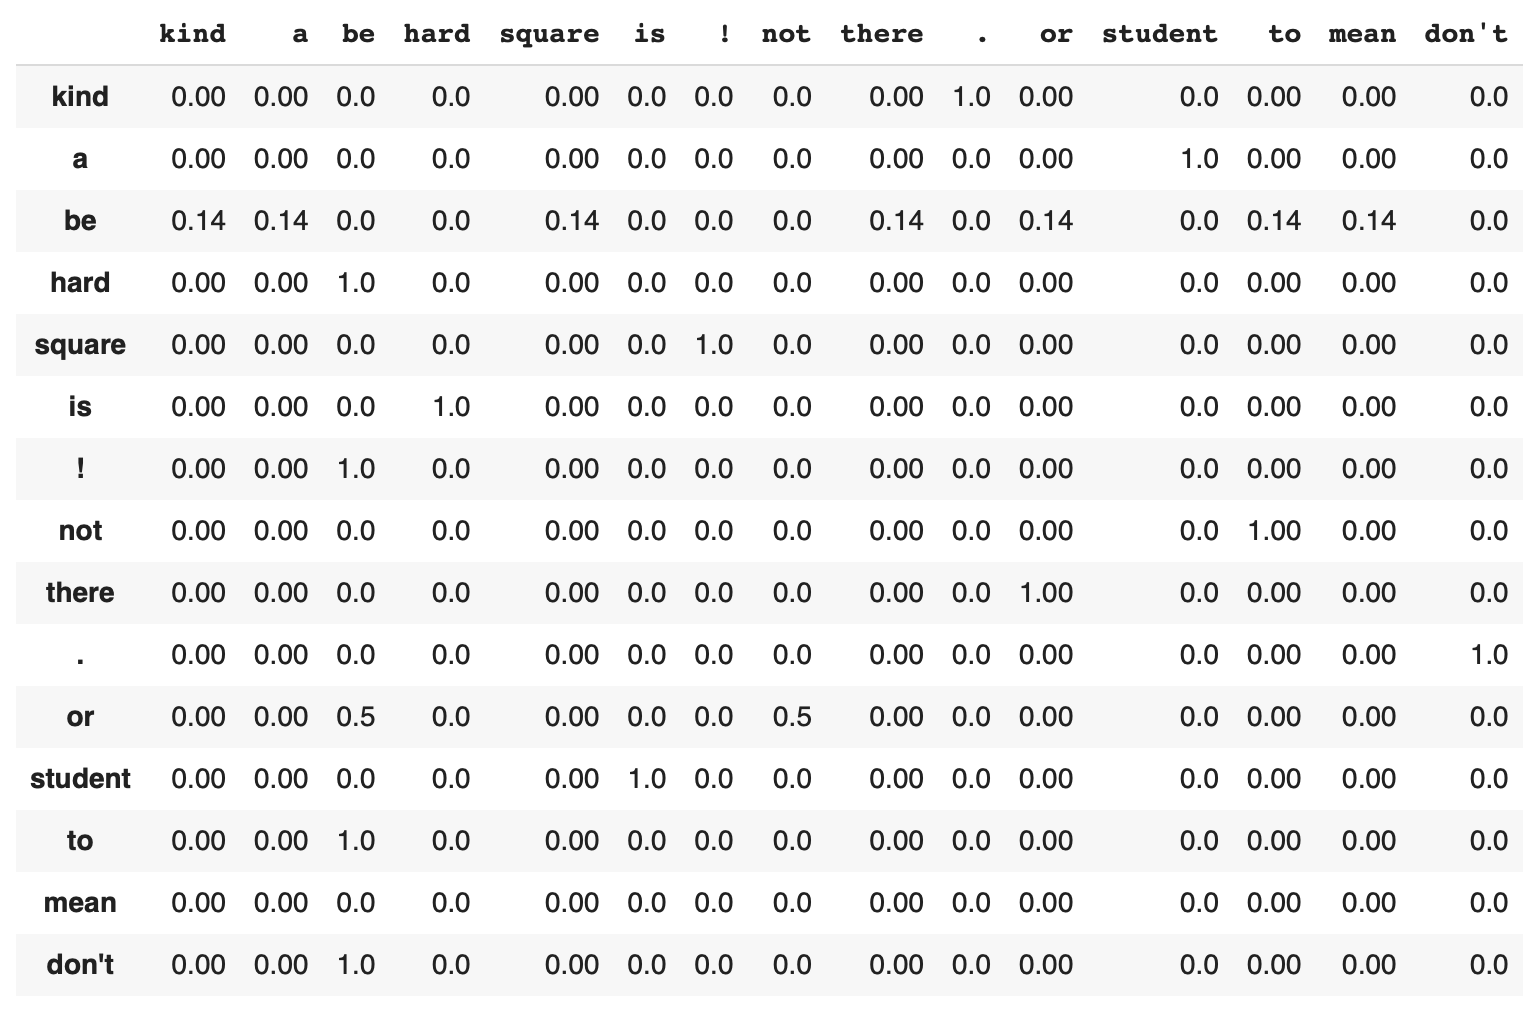 kind a be hard square is ! not there . or student to mean don't
kind 0.00 0.00 0.0 0.0 0.00 0.0 0.0 0.0 0.00 1.0 0.00 0.0 0.00 0.00 0.0
a 0.00 0.00 0.0 0.0 0.00 0.0 0.0 0.0 0.00 0.0 0.00 1.0 0.00 0.00 0.0
be 0.14 0.14 0.0 0.0 0.14 0.0 0.0 0.0 0.14 0.0 0.14 0.0 0.14 0.14 0.0
hard 0.00 0.00 1.0 0.0 0.00 0.0 0.0 0.0 0.00 0.0 0.00 0.0 0.00 0.00 0.0
square 0.00 0.00 0.0 0.0 0.00 0.0 1.0 0.0 0.00 0.0 0.00 0.0 0.00 0.00 0.0
is 0.00 0.00 0.0 1.0 0.00 0.0 0.0 0.0 0.00 0.0 0.00 0.0 0.00 0.00 0.0
! 0.00 0.00 1.0 0.0 0.00 0.0 0.0 0.0 0.00 0.0 0.00 0.0 0.00 0.00 0.0
not 0.00 0.00 0.0 0.0 0.00 0.0 0.0 0.0 0.00 0.0 0.00 0.0 1.00 0.00 0.0
there 0.00 0.00 0.0 0.0 0.00 0.0 0.0 0.0 0.00 0.0 1.00 0.0 0.00 0.00 0.0
. 0.00 0.00 0.0 0.0 0.00 0.0 0.0 0.0 0.00 0.0 0.00 0.0 0.00 0.00 1.0
or 0.00 0.00 0.5 0.0 0.00 0.0 0.0 0.5 0.00 0.0 0.00 0.0 0.00 0.00 0.0
student 0.00 0.00 0.0 0.0 0.00 1.0 0.0 0.0 0.00 0.0 0.00 0.0 0.00 0.00 0.0
to 0.00 0.00 1.0 0.0 0.00 0.0 0.0 0.0 0.00 0.0 0.00 0.0 0.00 0.00 0.0
mean 0.00 0.00 0.0 0.0 0.00 0.0 0.0 0.0 0.00 0.0 0.00 0.0 0.00 0.00 0.0
don't 0.00 0.00 1.0 0.0 0.00 0.0 0.0 0.0 0.00 0.0 0.00 0.0 0.00 0.00 0.0